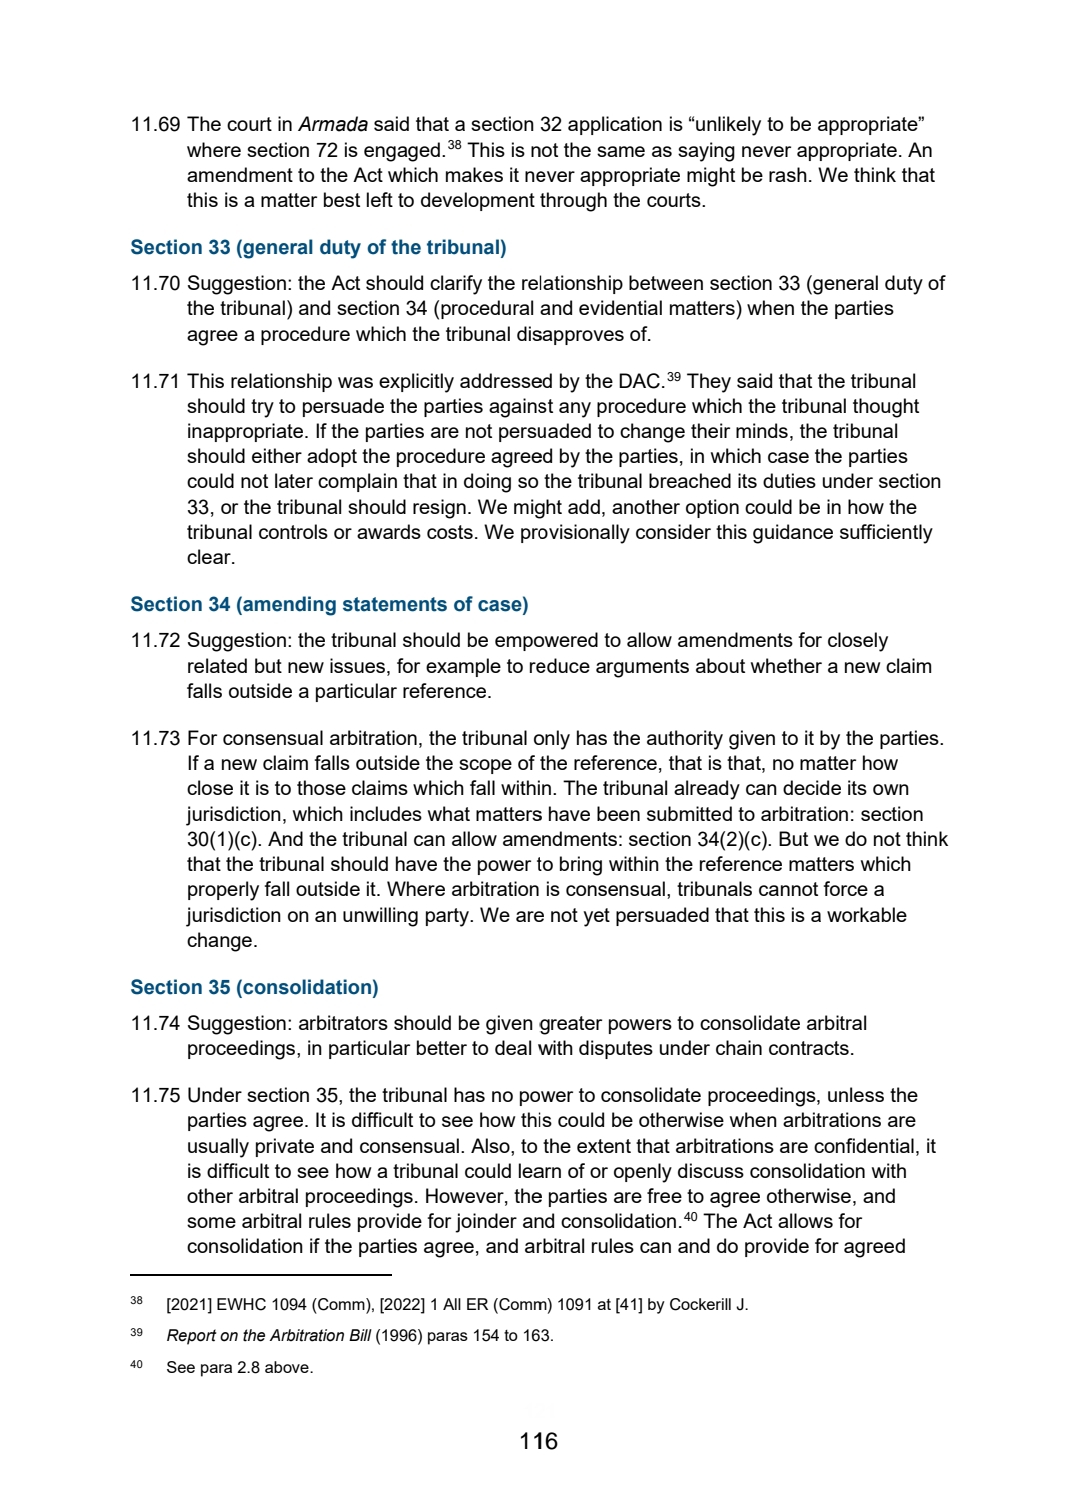 11.69 The court in Armada said that a section 32 application is “unlikely to be appropriate”
where section 72 is engaged.38 This is not the same as saying never appropriate. An
amendment to the Act which makes it never appropriate might be rash. We think that
this is a matter best left to development through the courts.
Section 33 (general duty of the tribunal)
11.70 Suggestion: the Act should clarify the relationship between section 33 (general duty of
the tribunal) and section 34 (procedural and evidential matters) when the parties
agree a procedure which the tribunal disapproves of.
11.71 This relationship was explicitly addressed by the DAC.39 They said that the tribunal
should try to persuade the parties against any procedure which the tribunal thought
inappropriate. If the parties are not persuaded to change their minds, the tribunal
should either adopt the procedure agreed by the parties, in which case the parties
could not later complain that in doing so the tribunal breached its duties under section
33, or the tribunal should resign. We might add, another option could be in how the
tribunal controls or awards costs. We provisionally consider this guidance sufficiently
clear.
Section 34 (amending statements of case)
11.72 Suggestion: the tribunal should be empowered to allow amendments for closely
related but new issues, for example to reduce arguments about whether a new claim
falls outside a particular reference.
11.73 For consensual arbitration, the tribunal only has the authority given to it by the parties.
If a new claim falls outside the scope of the reference, that is that, no matter how
close it is to those claims which fall within. The tribunal already can decide its own
jurisdiction, which includes what matters have been submitted to arbitration: section
30(1)(c). And the tribunal can allow amendments: section 34(2)(c). But we do not think
that the tribunal should have the power to bring within the reference matters which
properly fall outside it. Where arbitration is consensual, tribunals cannot force a
jurisdiction on an unwilling party. We are not yet persuaded that this is a workable
change.
Section 35 (consolidation)
11.74 Suggestion: arbitrators should be given greater powers to consolidate arbitral
proceedings, in particular better to deal with disputes under chain contracts.
11.75 Under section 35, the tribunal has no power to consolidate proceedings, unless the
parties agree. It is difficult to see how this could be otherwise when arbitrations are
usually private and consensual. Also, to the extent that arbitrations are confidential, it
is difficult to see how a tribunal could learn of or openly discuss consolidation with
other arbitral proceedings. However, the parties are free to agree otherwise, and
some arbitral rules provide for joinder and consolidation.40 The Act allows for
consolidation if the parties agree, and arbitral rules can and do provide for agreed
38 [2021] EWHC 1094 (Comm), [2022] 1 All ER (Comm) 1091 at [41] by Cockerill J.
39 Report on the Arbitration Bill (1996) paras 154 to 163.
40 See para 2.8 above.
116